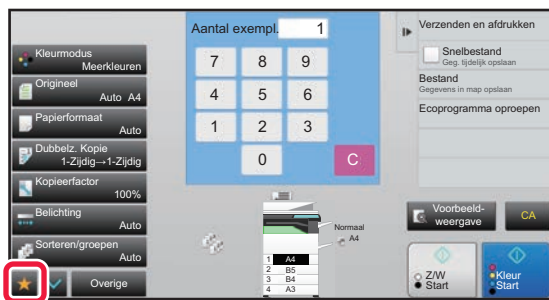 Kleurmodus
Meerkleuren
Origineel
Auto A4
Papierformaat
Auto
Dubbelz. Kopie
1-Zijdig→1-Zijdig
Kopieerfactor
100%
Belichting
Auto
Sorteren/groepen
Auto
Overige
Aantal exempl. 1
7 8 9
4 5 6
1 2 3
0 C
Normaal
A4
1 A4
2 B5
3 B4
4 A3
Verzenden en afdrukken
Snelbestand
Geg. tijdelijk opslaan
Bestand
Gegevens in map opslaan
Ecoprogramma oproepen
Voorbeeld-
weergave
CA
Z/W
Start
Kleur
Start